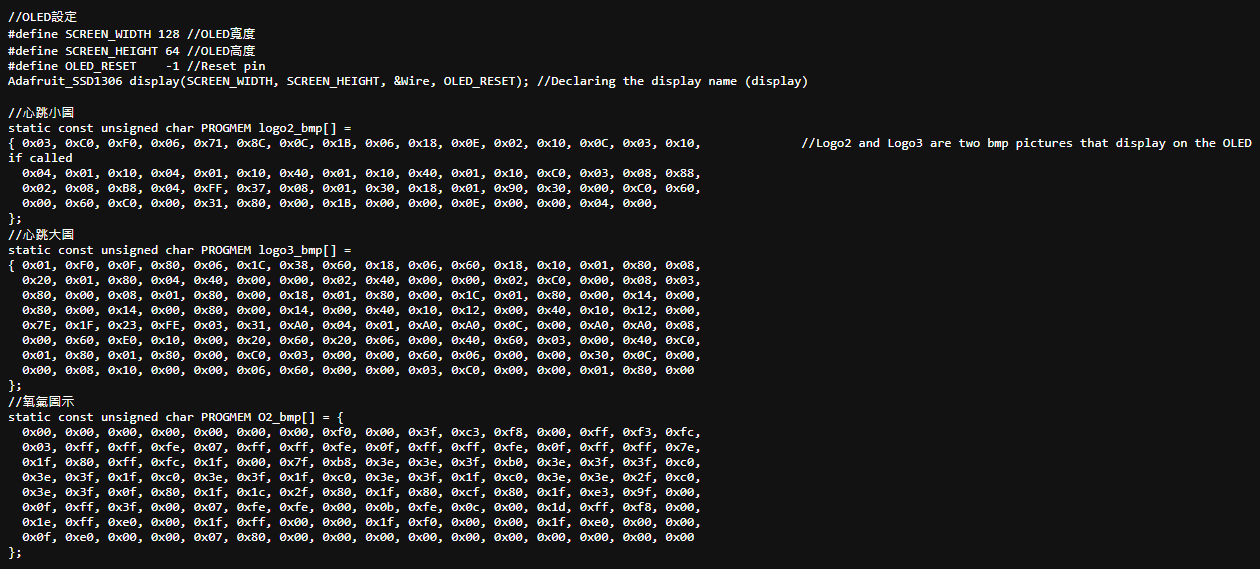 //OLED設定
#define SCREEN_WIDTH 128 //OLED寬度
#define SCREEN_HEIGHT 64 //OLED高度
#define OLED_RESET    -1 //Reset pin
Adafruit_SSD1306 display(SCREEN_WIDTH, SCREEN_HEIGHT, &Wire, OLED_RESET); //Declaring the display name (display)
//心跳小圖
static const unsigned char PROGMEM logo2_bmp[] =
{ 0x03, 0xC0, 0xF0, 0x06, 0x71, 0x8C, 0x0C, 0x1B, 0x06, 0x18, 0x0E, 0x02, 0x10, 0x0C, 0x03, 0x10,              //Logo2 and Logo3 are two bmp pictures that display on the OLED
if called
  0x04, 0x01, 0x10, 0x04, 0x01, 0x10, 0x40, 0x01, 0x10, 0x40, 0x01, 0x10, 0xC0, 0x03, 0x08, 0x88,
  0x02, 0x08, 0xB8, 0x04, 0xFF, 0x37, 0x08, 0x01, 0x30, 0x18, 0x01, 0x90, 0x30, 0x00, 0xC0, 0x60,
  0x00, 0x60, 0xC0, 0x00, 0x31, 0x80, 0x00, 0x1B, 0x00, 0x00, 0x0E, 0x00, 0x00, 0x04, 0x00,
};
//心跳大圖
static const unsigned char PROGMEM logo3_bmp[] =
{ 0x01, 0xF0, 0x0F, 0x80, 0x06, 0x1C, 0x38, 0x60, 0x18, 0x06, 0x60, 0x18, 0x10, 0x01, 0x80, 0x08,
  0x20, 0x01, 0x80, 0x04, 0x40, 0x00, 0x00, 0x02, 0x40, 0x00, 0x00, 0x02, 0xC0, 0x00, 0x08, 0x03,
  0x80, 0x00, 0x08, 0x01, 0x80, 0x00, 0x18, 0x01, 0x80, 0x00, 0x1C, 0x01, 0x80, 0x00, 0x14, 0x00,
  0x80, 0x00, 0x14, 0x00, 0x80, 0x00, 0x14, 0x00, 0x40, 0x10, 0x12, 0x00, 0x40, 0x10, 0x12, 0x00,
  0x7E, 0x1F, 0x23, 0xFE, 0x03, 0x31, 0xA0, 0x04, 0x01, 0xA0, 0xA0, 0x0C, 0x00, 0xA0, 0xA0, 0x08,
  0x00, 0x60, 0xE0, 0x10, 0x00, 0x20, 0x60, 0x20, 0x06, 0x00, 0x40, 0x60, 0x03, 0x00, 0x40, 0xC0,
  0x01, 0x80, 0x01, 0x80, 0x00, 0xC0, 0x03, 0x00, 0x00, 0x60, 0x06, 0x00, 0x00, 0x30, 0x0C, 0x00,
  0x00, 0x08, 0x10, 0x00, 0x00, 0x06, 0x60, 0x00, 0x00, 0x03, 0xC0, 0x00, 0x00, 0x01, 0x80, 0x00
};
//氧氣圖示
static const unsigned char PROGMEM O2_bmp[] = {
  0x00, 0x00, 0x00, 0x00, 0x00, 0x00, 0x00, 0xf0, 0x00, 0x3f, 0xc3, 0xf8, 0x00, 0xff, 0xf3, 0xfc,
  0x03, 0xff, 0xff, 0xfe, 0x07, 0xff, 0xff, 0xfe, 0x0f, 0xff, 0xff, 0xfe, 0x0f, 0xff, 0xff, 0x7e,
  0x1f, 0x80, 0xff, 0xfc, 0x1f, 0x00, 0x7f, 0xb8, 0x3e, 0x3e, 0x3f, 0xb0, 0x3e, 0x3f, 0x3f, 0xc0,
  0x3e, 0x3f, 0x1f, 0xc0, 0x3e, 0x3f, 0x1f, 0xc0, 0x3e, 0x3f, 0x1f, 0xc0, 0x3e, 0x3e, 0x2f, 0xc0,
  0x3e, 0x3f, 0x0f, 0x80, 0x1f, 0x1c, 0x2f, 0x80, 0x1f, 0x80, 0xcf, 0x80, 0x1f, 0xe3, 0x9f, 0x00,
  0x0f, 0xff, 0x3f, 0x00, 0x07, 0xfe, 0xfe, 0x00, 0x0b, 0xfe, 0x0c, 0x00, 0x1d, 0xff, 0xf8, 0x00,
  0x1e, 0xff, 0xe0, 0x00, 0x1f, 0xff, 0x00, 0x00, 0x1f, 0xf0, 0x00, 0x00, 0x1f, 0xe0, 0x00, 0x00,
  0x0f, 0xe0, 0x00, 0x00, 0x07, 0x80, 0x00, 0x00, 0x00, 0x00, 0x00, 0x00, 0x00, 0x00, 0x00, 0x00
};